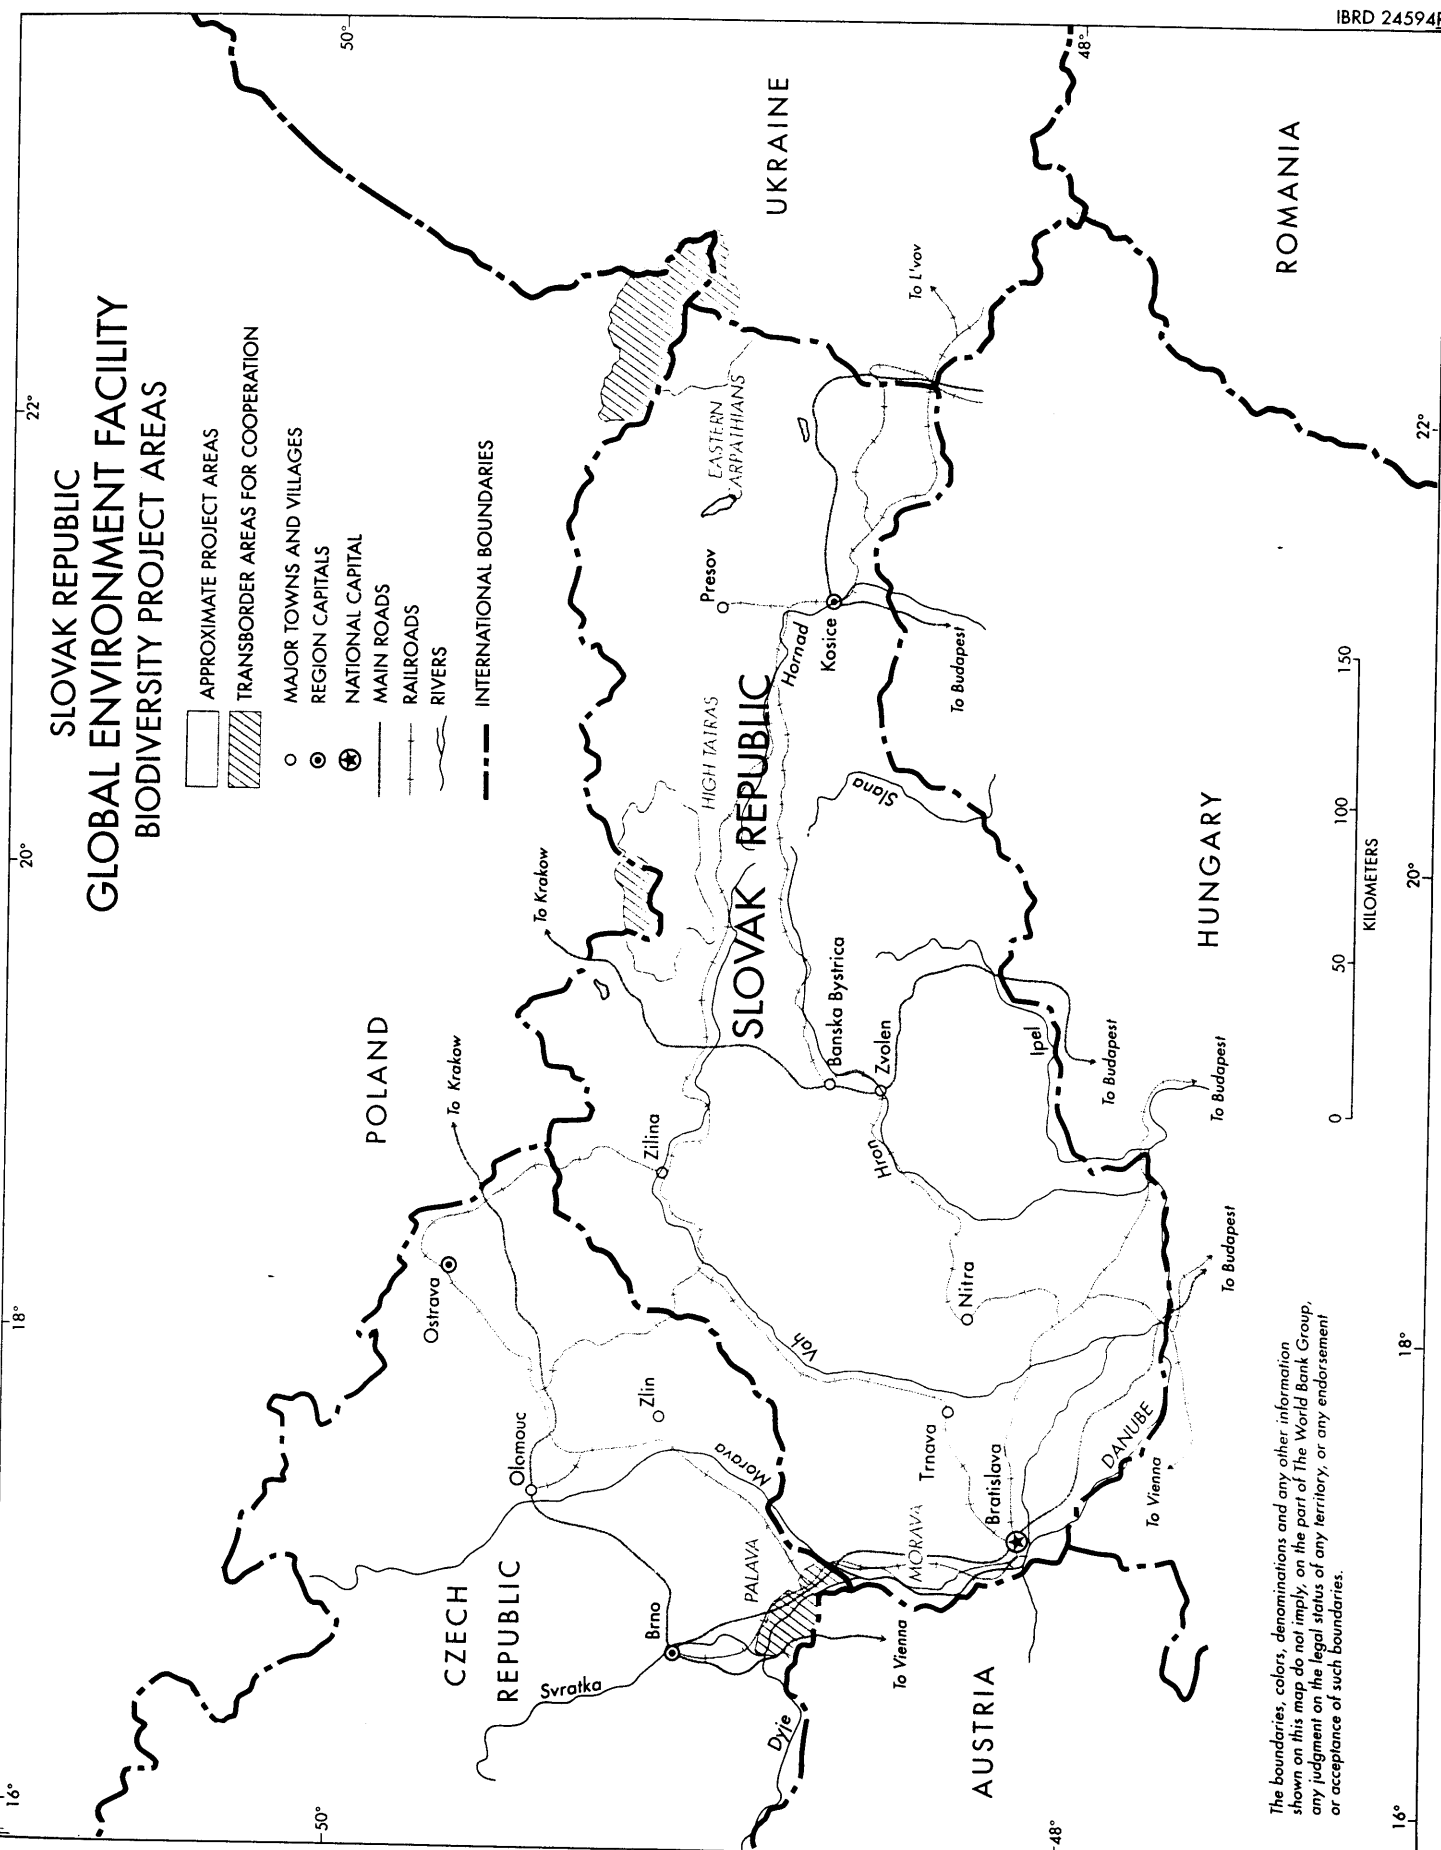 IBRD 24594
SLOVAK REPUBLIC
GLOBAL ENVIRONMENT FACILITY
BIODIVERSITY PROJECT AREAS
APPROXIMATE PROJECT AREAS
TRANSBORDER AREAS FOR COOPERATION
MAJOR TOWNS AND VILLAGES
REGION CAPITALS
NATIONAL CAPITAL
MAIN ROADS
RAILROADS
RIVERS
INTERNATIONAL BOUNDARIES
16°
18°
20°
22°
50°
50°
48°
48°
16°
18°
20°
22°
POLAND
To Krakow
To Krakow
UKRAINE
To L'vov
ROMANIA
HUNGARY
AUSTRIA
CZECH
REPUBLIC
SLOVAK REPUBLIC
Ostrava
Olomouc
Zlin
Brno
Svratka
Dyje
Morava
PALAVA
MORAVA
To Vienna
To Vienna
Bratislava
Trnava
Nitra
DANUBE
Vah
Zilina
Hron
Zvolen
Banska Bystrica
Ipel
Slana
HIGH TATRAS
Hornad
Kosice
Presov
EASTERN
CARPATHIANS
To Budapest
To Budapest
To Budapest
To Budapest
0
50
100
150
KILOMETERS
The boundaries, colors, denominations and any other information
shown on this map do not imply, on the part of The World Bank Group,
any judgment on the legal status of any territory, or any endorsement
or acceptance of such boundaries.